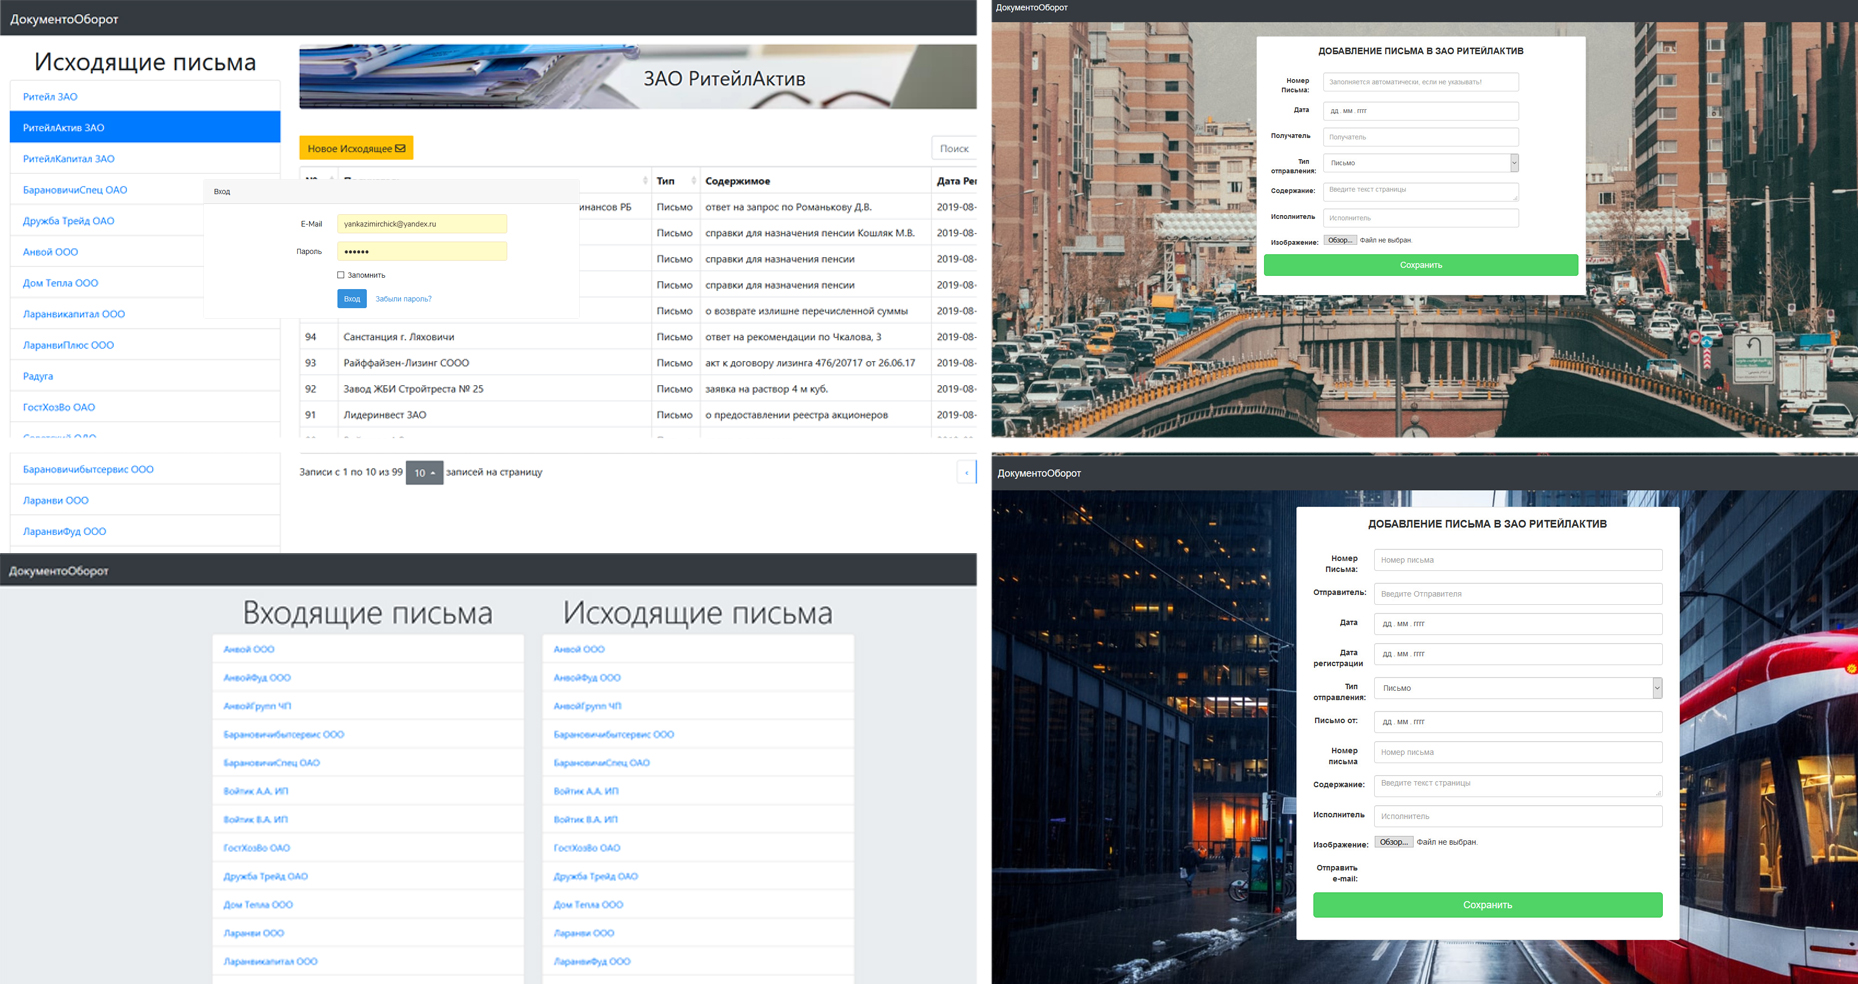 ДокументоОборот
Исходящие письма
Ритейл ЗАО
РитейлАктив ЗАО
РитейлКапитал ЗАО
БарановичиСпец ОАО
Дружба Трейд ОАО
Анвой ООО
Дом Тепла ООО
Ларанвикапитал ООО
ЛаранвиПлюс ООО
Радуга
ГостХозВо ОАО
Барановичибытсервис ООО
Ларанви ООО
ЛаранвиФуд ООО
ЗАО РитейлАктив
Новое Исходящее
Поиск
Тип Содержимое Дата Рег
инансов РБ Письмо ответ на запрос по Романькову Д.В. 2019-08-
Письмо справки для назначения пенсии Кошляк М.В. 2019-08-
Письмо справки для назначения пенсии 2019-08-
Письмо справки для назначения пенсии 2019-08-
Письмо о возврате излишне перечисленной суммы 2019-08-
94 Санстанция г. Ляховичи Письмо ответ на рекомендации по Чкалова, 3 2019-08-
93 Райффайзен-Лизинг СООО Письмо акт к договору лизинга 476/20717 от 26.06.17 2019-08-
92 Завод ЖБИ Стройтреста № 25 Письмо заявка на раствор 4 м куб. 2019-08-
91 Лидеринвест ЗАО Письмо о предоставлении реестра акционеров 2019-08-
Записи с 1 по 10 из 99 10 записей на страницу
Вход
E-Mail yankazimirchick@yandex.ru
Пароль ••••••
Запомнить
Вход Забыли пароль?
ДокументоОборот
Входящие письма
Анвой ООО
АнвойФуд ООО
АнвойГрупп ЧП
Барановичибытсервис ООО
БарановичиСпец ОАО
Войтик А.А. ИП
Войтик В.А. ИП
ГостХозВо ОАО
Дружба Трейд ОАО
Дом Тепла ООО
Ларанви ООО
Ларанвикапитал ООО
Исходящие письма
Анвой ООО
АнвойФуд ООО
АнвойГрупп ЧП
Барановичибытсервис ООО
БарановичиСпец ОАО
Войтик А.А. ИП
Войтик В.А. ИП
ГостХозВо ОАО
Дружба Трейд ОАО
Дом Тепла ООО
Ларанви ООО
ЛаранвиФуд ООО
ДокументоОборот
ДОБАВЛЕНИЕ ПИСЬМА В ЗАО РИТЕЙЛАКТИВ
Номер
Письма: Заполняется автоматически, если не указывать!
Дата дд . мм . гггг
Получатель Получатель
Тип
отправления: Письмо
Содержание: Введите текст страницы
Исполнитель Исполнитель
Изображение: Обзор... Файл не выбран.
Сохранить
ДокументоОборот
ДОБАВЛЕНИЕ ПИСЬМА В ЗАО РИТЕЙЛАКТИВ
Номер
Письма: Номер письма
Отправитель: Введите Отправителя
Дата дд . мм . гггг
Дата
регистрации дд . мм . гггг
Тип
отправления: Письмо
Письмо от: дд . мм . гггг
Номер
письма Номер письма
Содержание: Введите текст страницы
Исполнитель Исполнитель
Изображение: Обзор... Файл не выбран.
Отправить
e-mail:
Сохранить